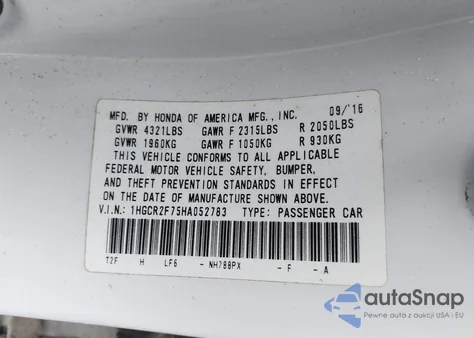 MFD. BY HONDA OF AMERICA MFG., INC. 09/'16
GVWR 4321LBS GAWR F 2315LBS R 2050LBS
GVWR 1960KG GAWR F 1050KG R 930KG
THIS VEHICLE CONFORMS TO ALL APPLICABLE
FEDERAL MOTOR VEHICLE SAFETY, BUMPER,
AND THEFT PREVENTION STANDARDS IN EFFECT
ON THE DATE OF MANUFACTURE SHOWN ABOVE.
V.I.N.: 1HGCR2F75HA052783 TYPE: PASSENGER CAR
T2F H LF6 - NH788PX - F - A
autaSnap
Pewne auta z aukcji USA i EU